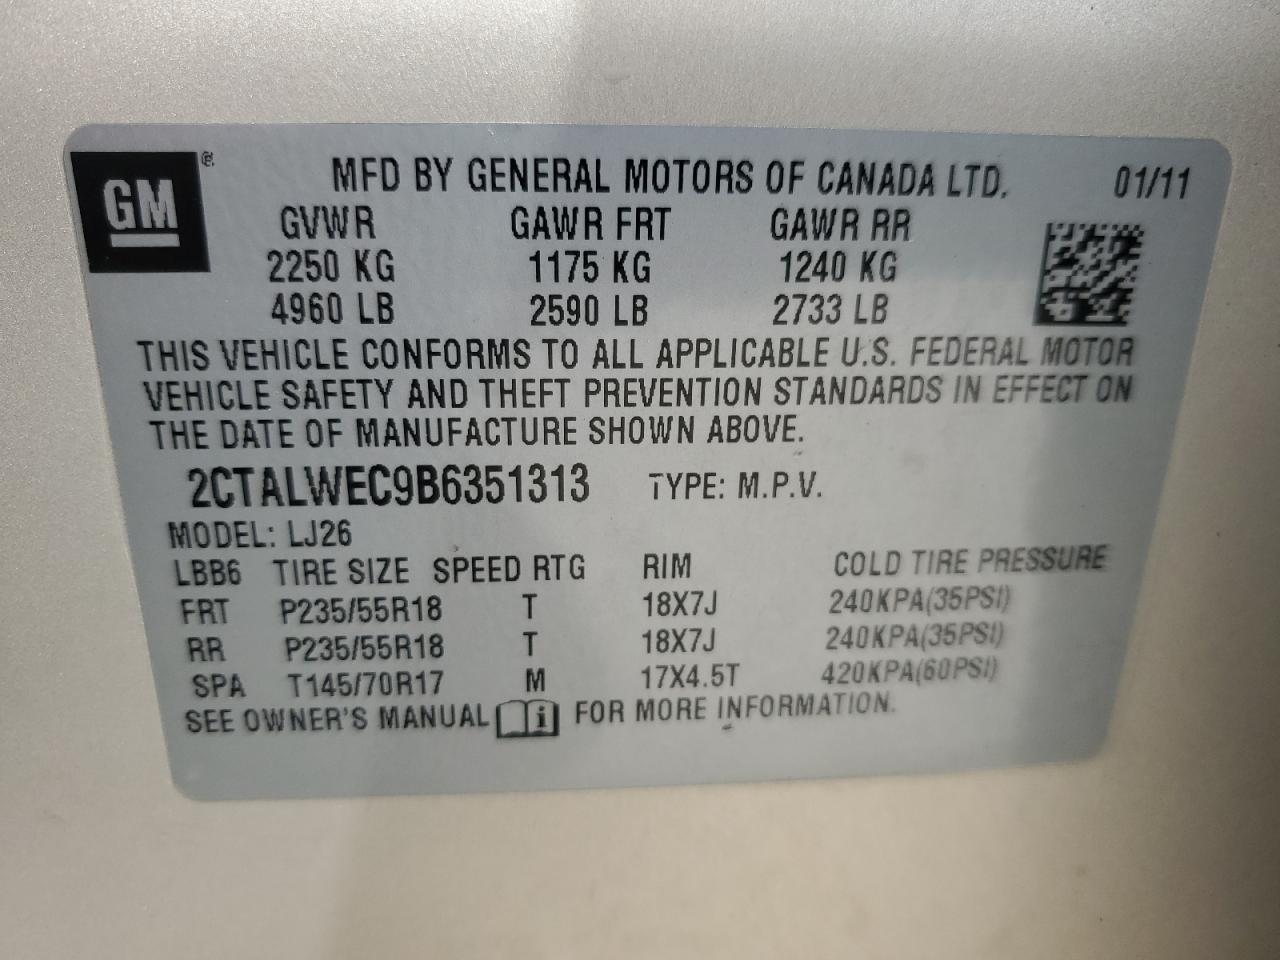 GM ® MFD BY GENERAL MOTORS OF CANADA LTD. 01/11
GVWR GAWR FRT GAWR RR
2250 KG 1175 KG 1240 KG
4960 LB 2590 LB 2733 LB
THIS VEHICLE CONFORMS TO ALL APPLICABLE U.S. FEDERAL MOTOR
VEHICLE SAFETY AND THEFT PREVENTION STANDARDS IN EFFECT ON
THE DATE OF MANUFACTURE SHOWN ABOVE.
2CTALWEC9B6351313 TYPE: M.P.V.
MODEL: LJ26
LBB6 TIRE SIZE SPEED RTG RIM COLD TIRE PRESSURE
FRT P235/55R18 T 18X7J 240KPA(35PSI)
RR P235/55R18 T 18X7J 240KPA(35PSI)
SPA T145/70R17 M 17X4.5T 420KPA(60PSI)
SEE OWNER'S MANUAL i FOR MORE INFORMATION.